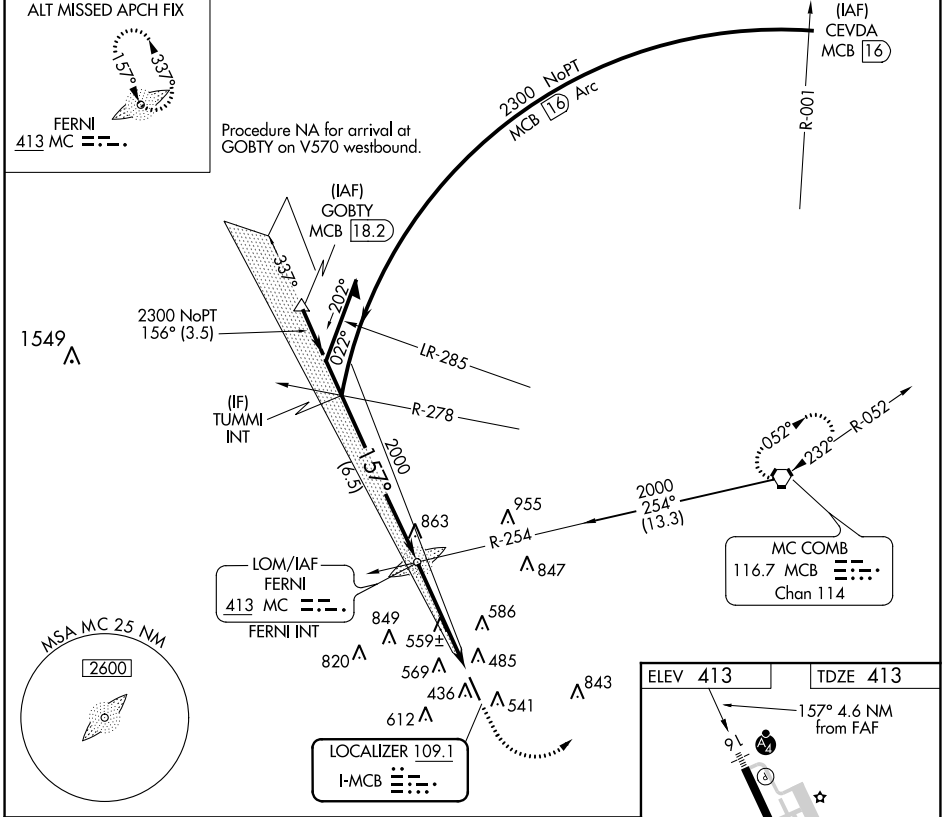 ALT MISSED APCH FIX
157°
337°
FERNI
413 MC
Procedure NA for arrival at
GOBTY on V570 westbound.
(IAF)
CEVDA
MCB 16
R-001
2300 NoPT
MCB 16 Arc
(IAF)
GOBTY
MCB 18.2
337°
2300 NoPT
156° (3.5)
202°
022°
LR-285
1549
R-278
(IF)
TUMMI
INT
2000
157°
(6.5)
052°
232°
R-052
2000
254°
(13.3)
R-254
955
863
847
MC COMB
116.7 MCB
Chan 114
LOM/IAF
FERNI
413 MC
FERNI INT
849
559±
586
820
569
485
436
541
843
612
MSA MC 25 NM
2600
LOCALIZER 109.1
I-MCB
ELEV 413
TDZE 413
157° 4.6 NM
from FAF
16
A4
P